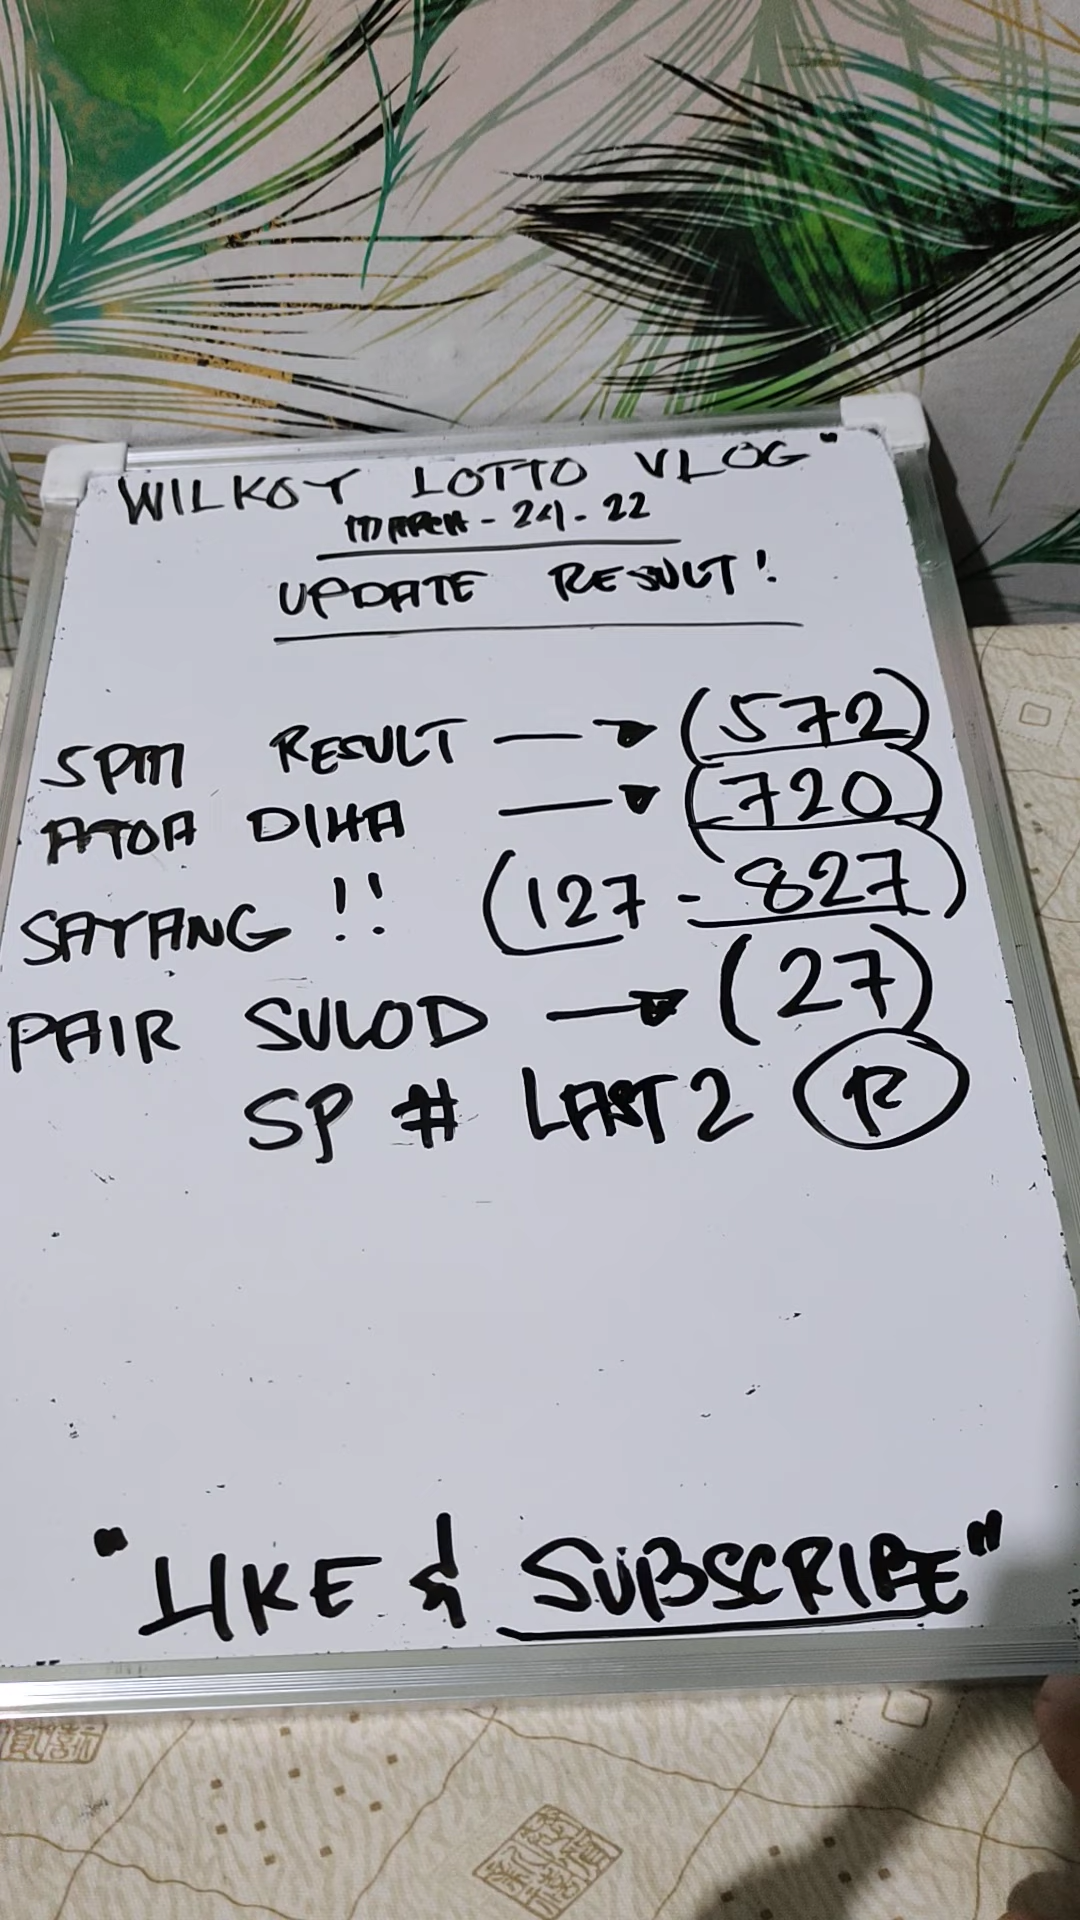 WILKOY LOTTO VLOG"
MARCH - 24 - 22
UPDATE RESULT!
5PM RESULT → (572)
ATOA DIHA → (720)
SAYANG !! (127 - 827)
PAIR SULOD → (27)
SP # LAST 2 R
"LIKE & SUBSCRIBE"